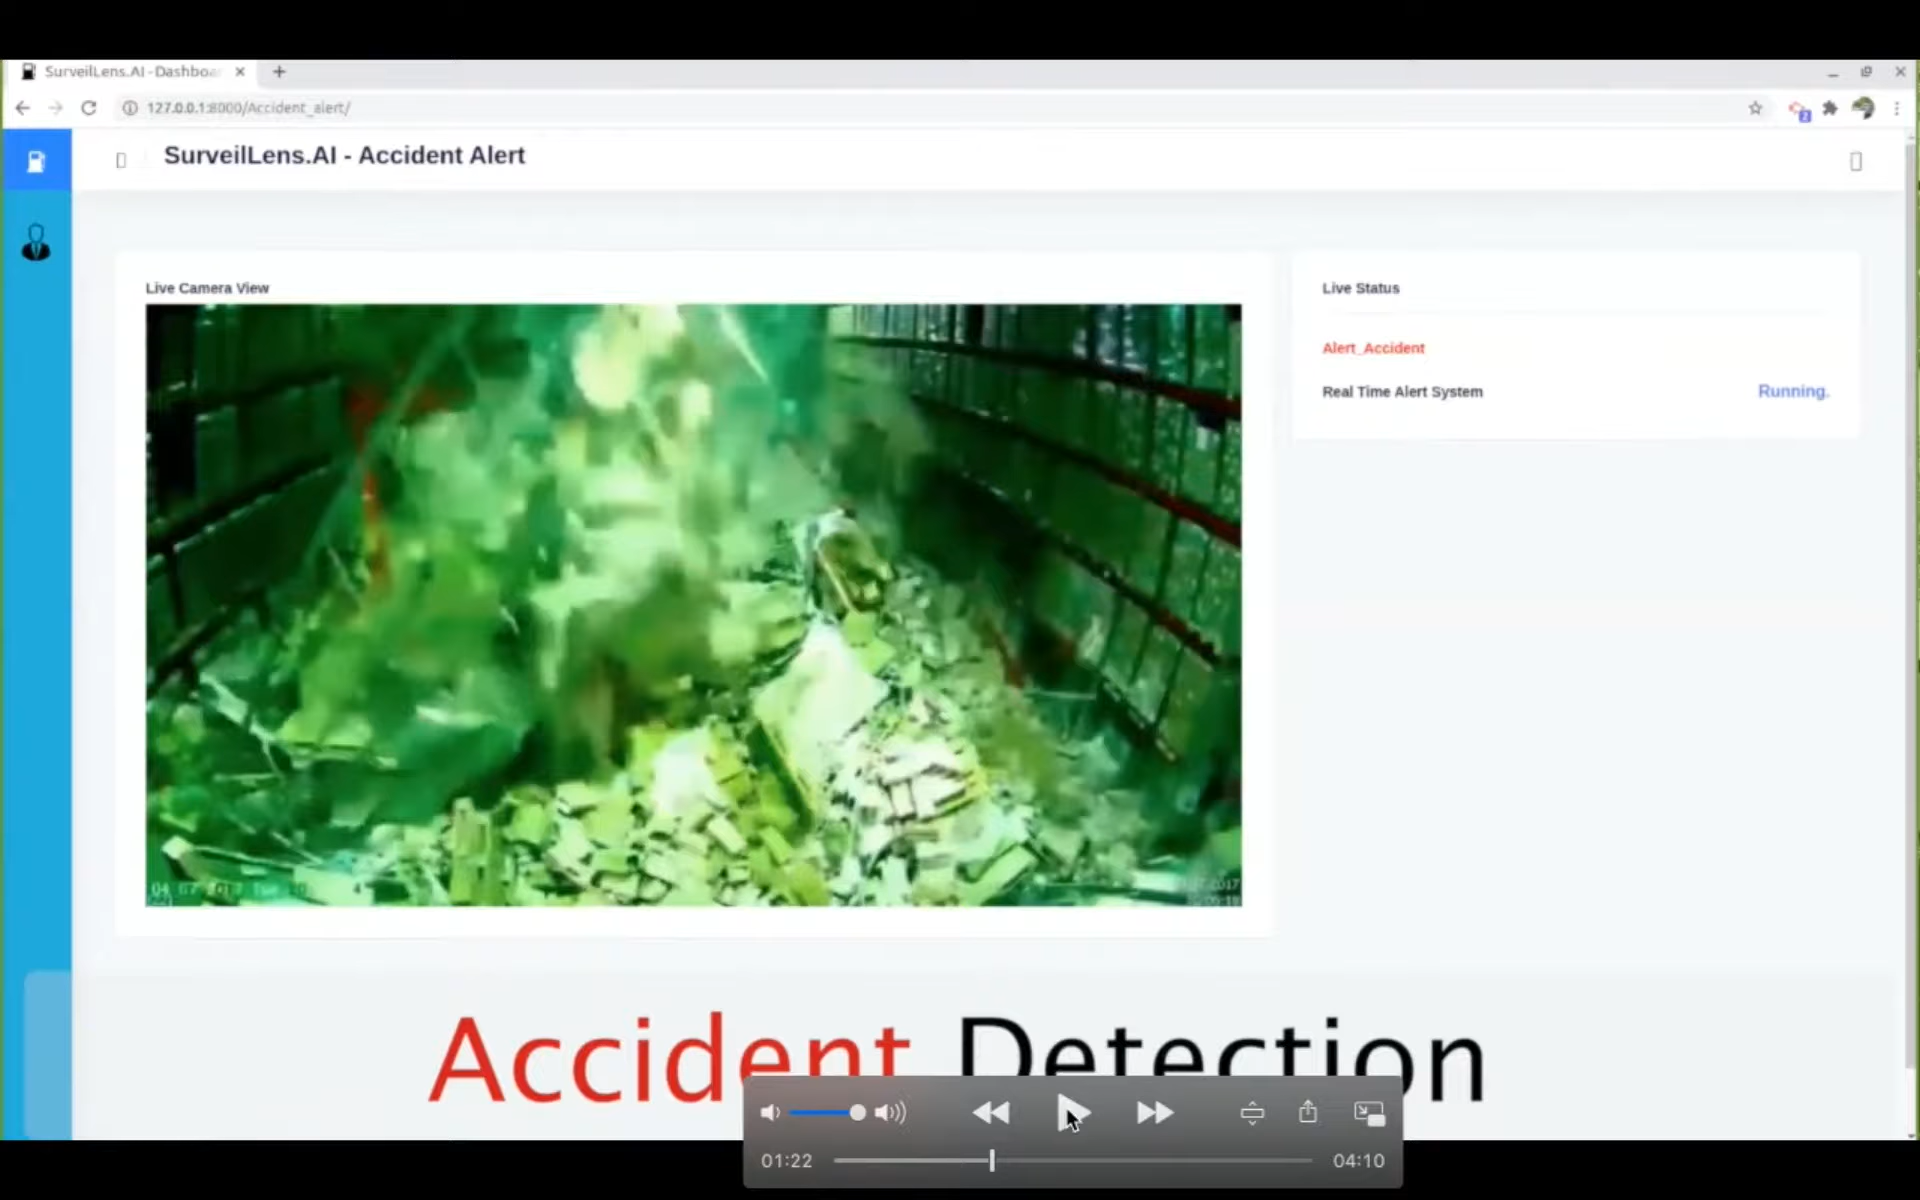 SurveilLens.AI - Dashboa
127.0.0.1:8000/Accident_alert/
2
SurveilLens.AI - Accident Alert
Live Camera View
Live Status
Alert_Accident
Real Time Alert System Running.
Accident Detection
01:22 04:10